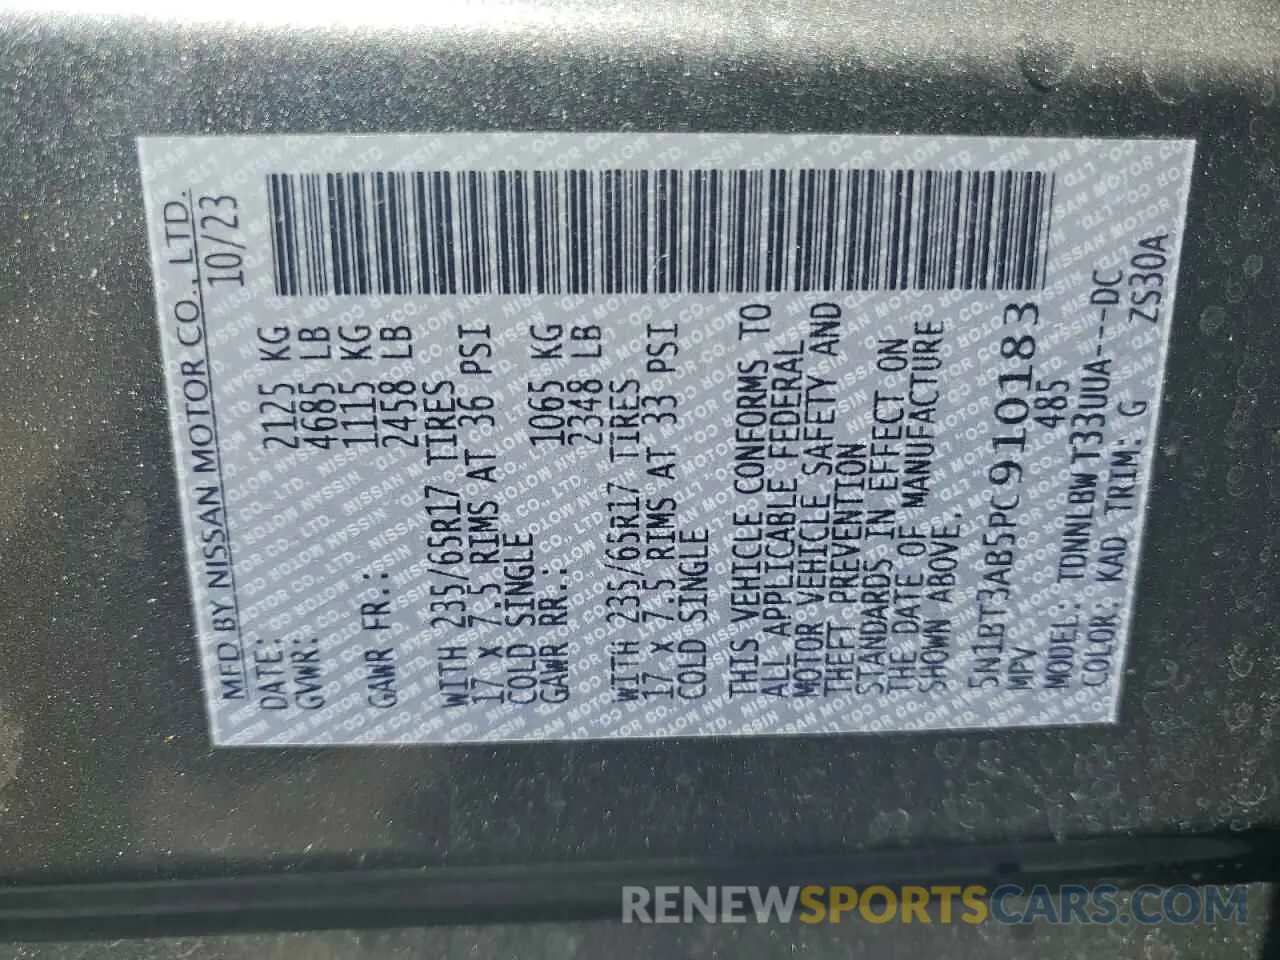 MFD BY NISSAN MOTOR CO., LTD.
DATE: 10/23
GVWR: 2125 KG
4685 LB
GAWR FR.: 1115 KG
2458 LB
WITH 235/65R17 TIRES
17 X 7.5 RIMS AT 36 PSI
COLD SINGLE
GAWR RR.: 1065 KG
2348 LB
WITH 235/65R17 TIRES
17 X 7.5 RIMS AT 33 PSI
COLD SINGLE
THIS VEHICLE CONFORMS TO
ALL APPLICABLE FEDERAL
MOTOR VEHICLE SAFETY AND
THEFT PREVENTION
STANDARDS IN EFFECT ON
THE DATE OF MANUFACTURE
SHOWN ABOVE.
5N1BT3AB5PC910183
MPV 485
MODEL: TDNNLBW T33UUA---DC
COLOR: KAD TRIM: G ZS30A
RENEWSPORTSCARS.COM